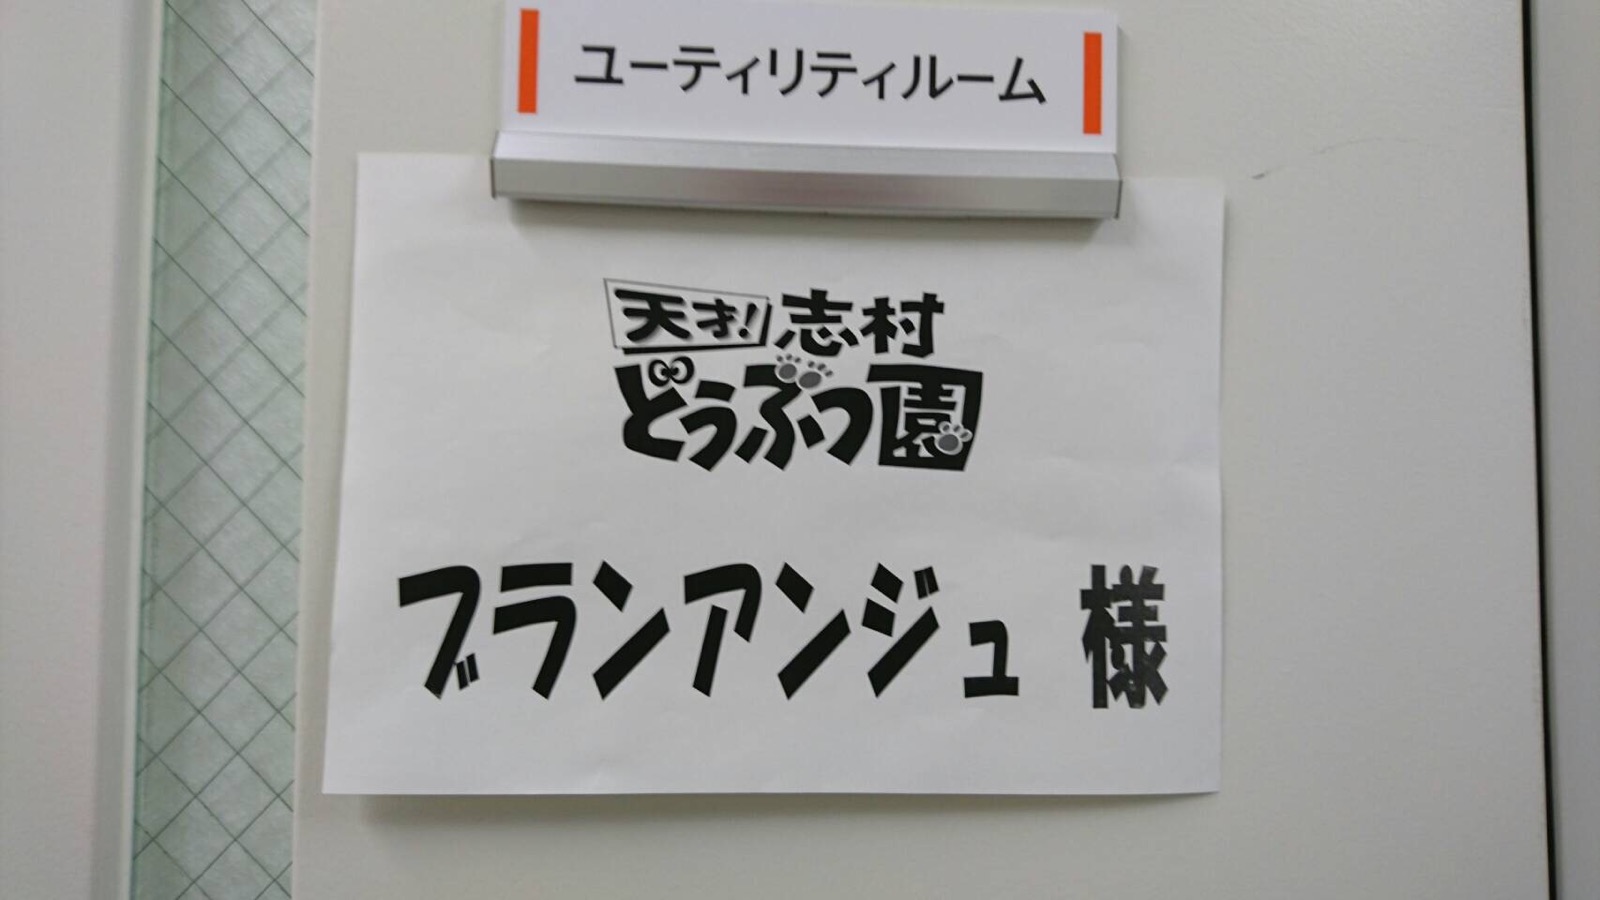 ユーティリティルーム
天才!志村
どうぶつ園
ブランアンジュ 様